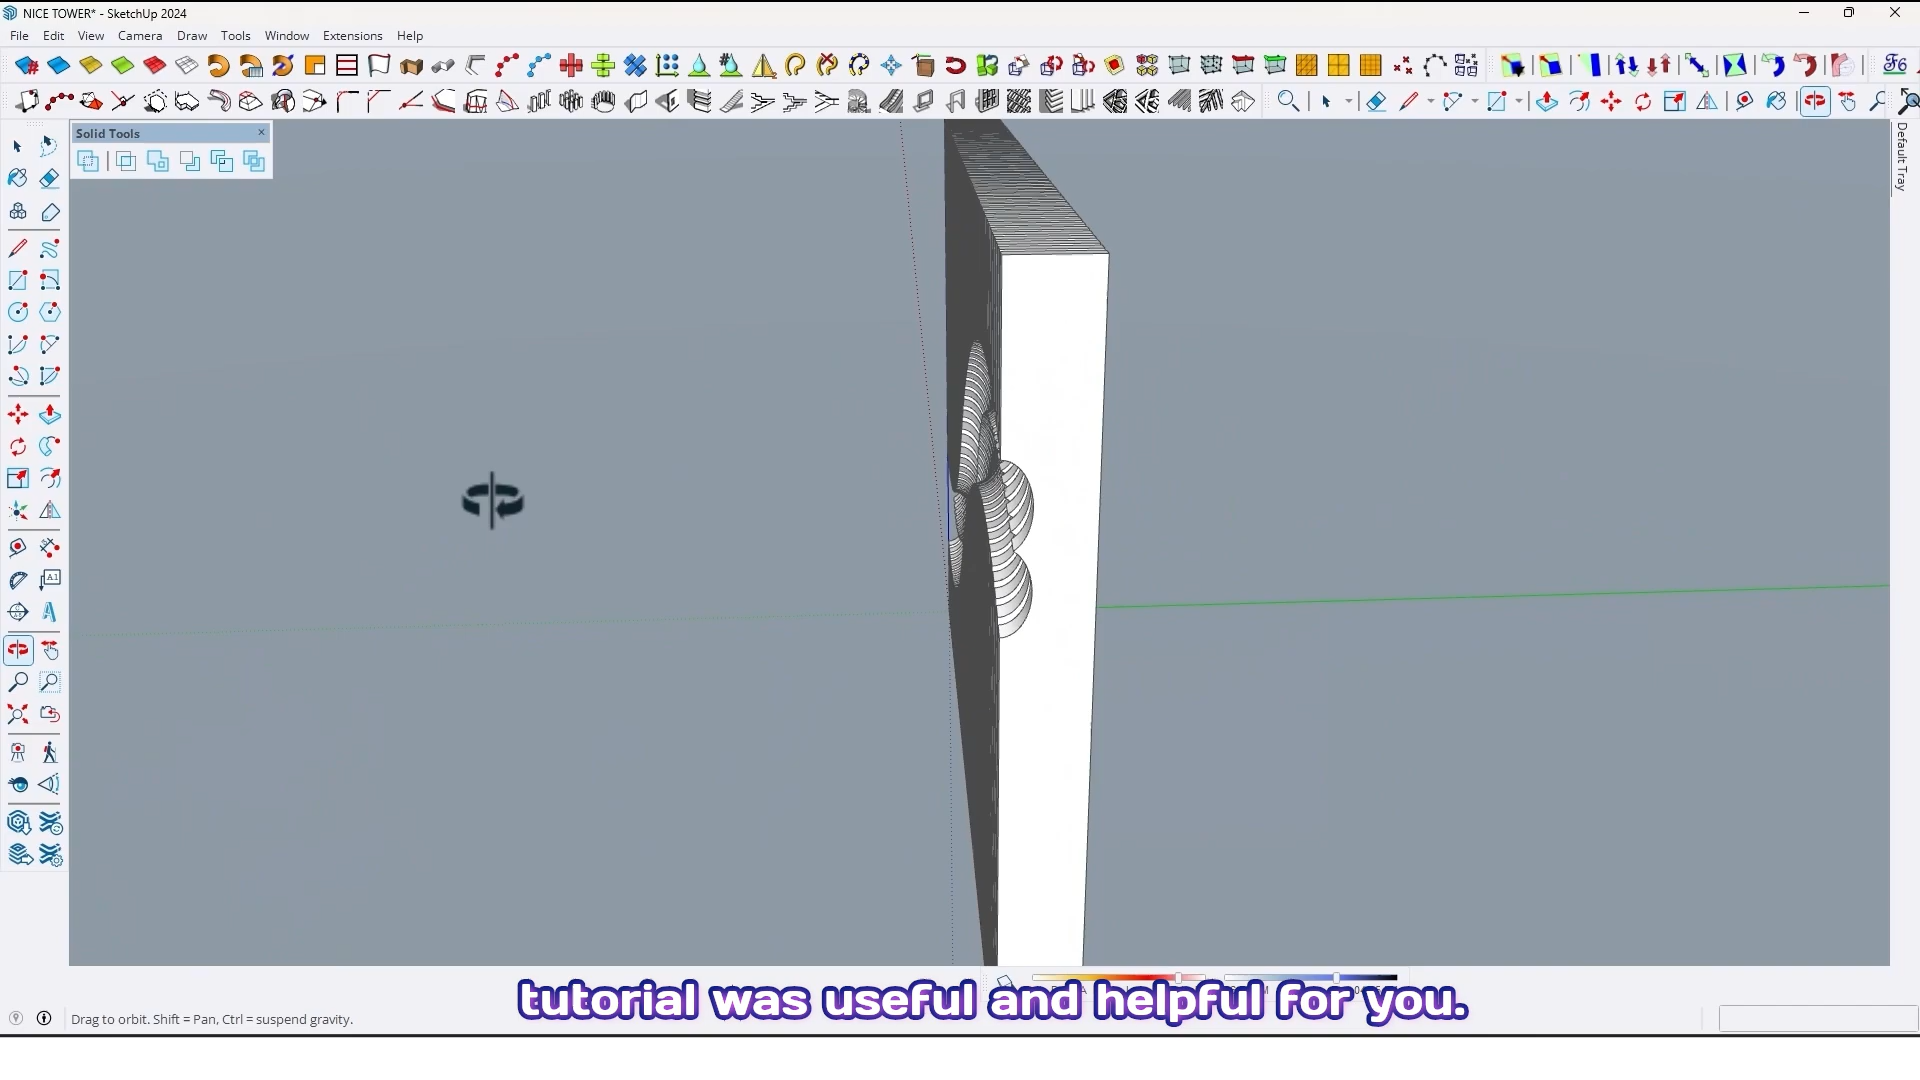 NICE TOWER* - SketchUp 2024
File Edit View Camera Draw Tools Window Extensions Help
Solid Tools
Default Tray
A1
tutorial was useful and helpful for you.
Drag to orbit. Shift = Pan, Ctrl = suspend gravity.